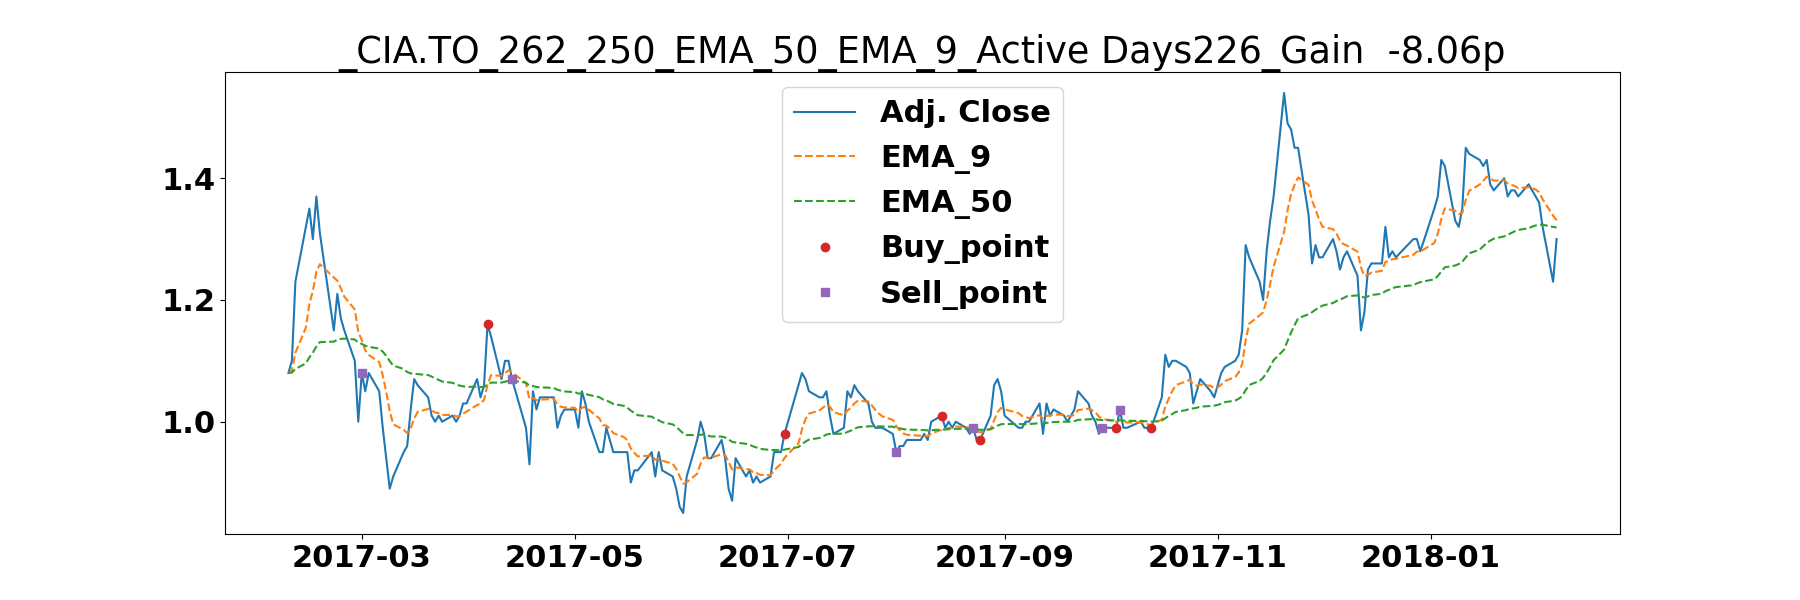 _CIA.TO_262_250_EMA_50_EMA_9_Active Days226_Gain  -8.06p
Adj. Close
EMA_9
EMA_50
Buy_point
Sell_point
1.4
1.2
1.0
2017-03 2017-05 2017-07 2017-09 2017-11 2018-01